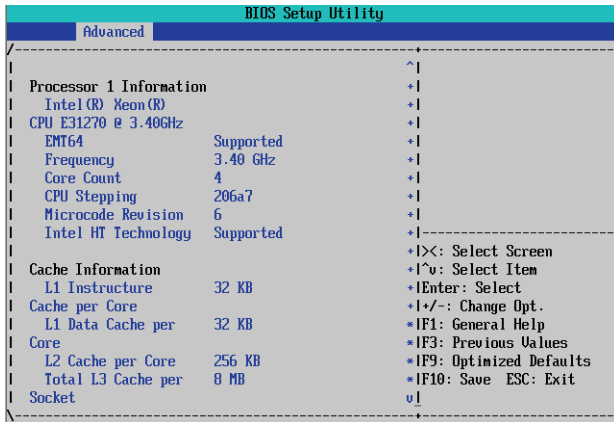 BIOS Setup Utility
Advanced
Processor 1 Information
Intel(R) Xeon(R)
CPU E31270 @ 3.40GHz
EMT64 Supported
Frequency 3.40 GHz
Core Count 4
CPU Stepping 206a7
Microcode Revision 6
Intel HT Technology Supported
Cache Information
L1 Instructure 32 KB
Cache per Core
L1 Data Cache per 32 KB
Core
L2 Cache per Core 256 KB
Total L3 Cache per 8 MB
Socket
><: Select Screen
^v: Select Item
Enter: Select
+/-: Change Opt.
F1: General Help
F3: Previous Values
F9: Optimized Defaults
F10: Save ESC: Exit